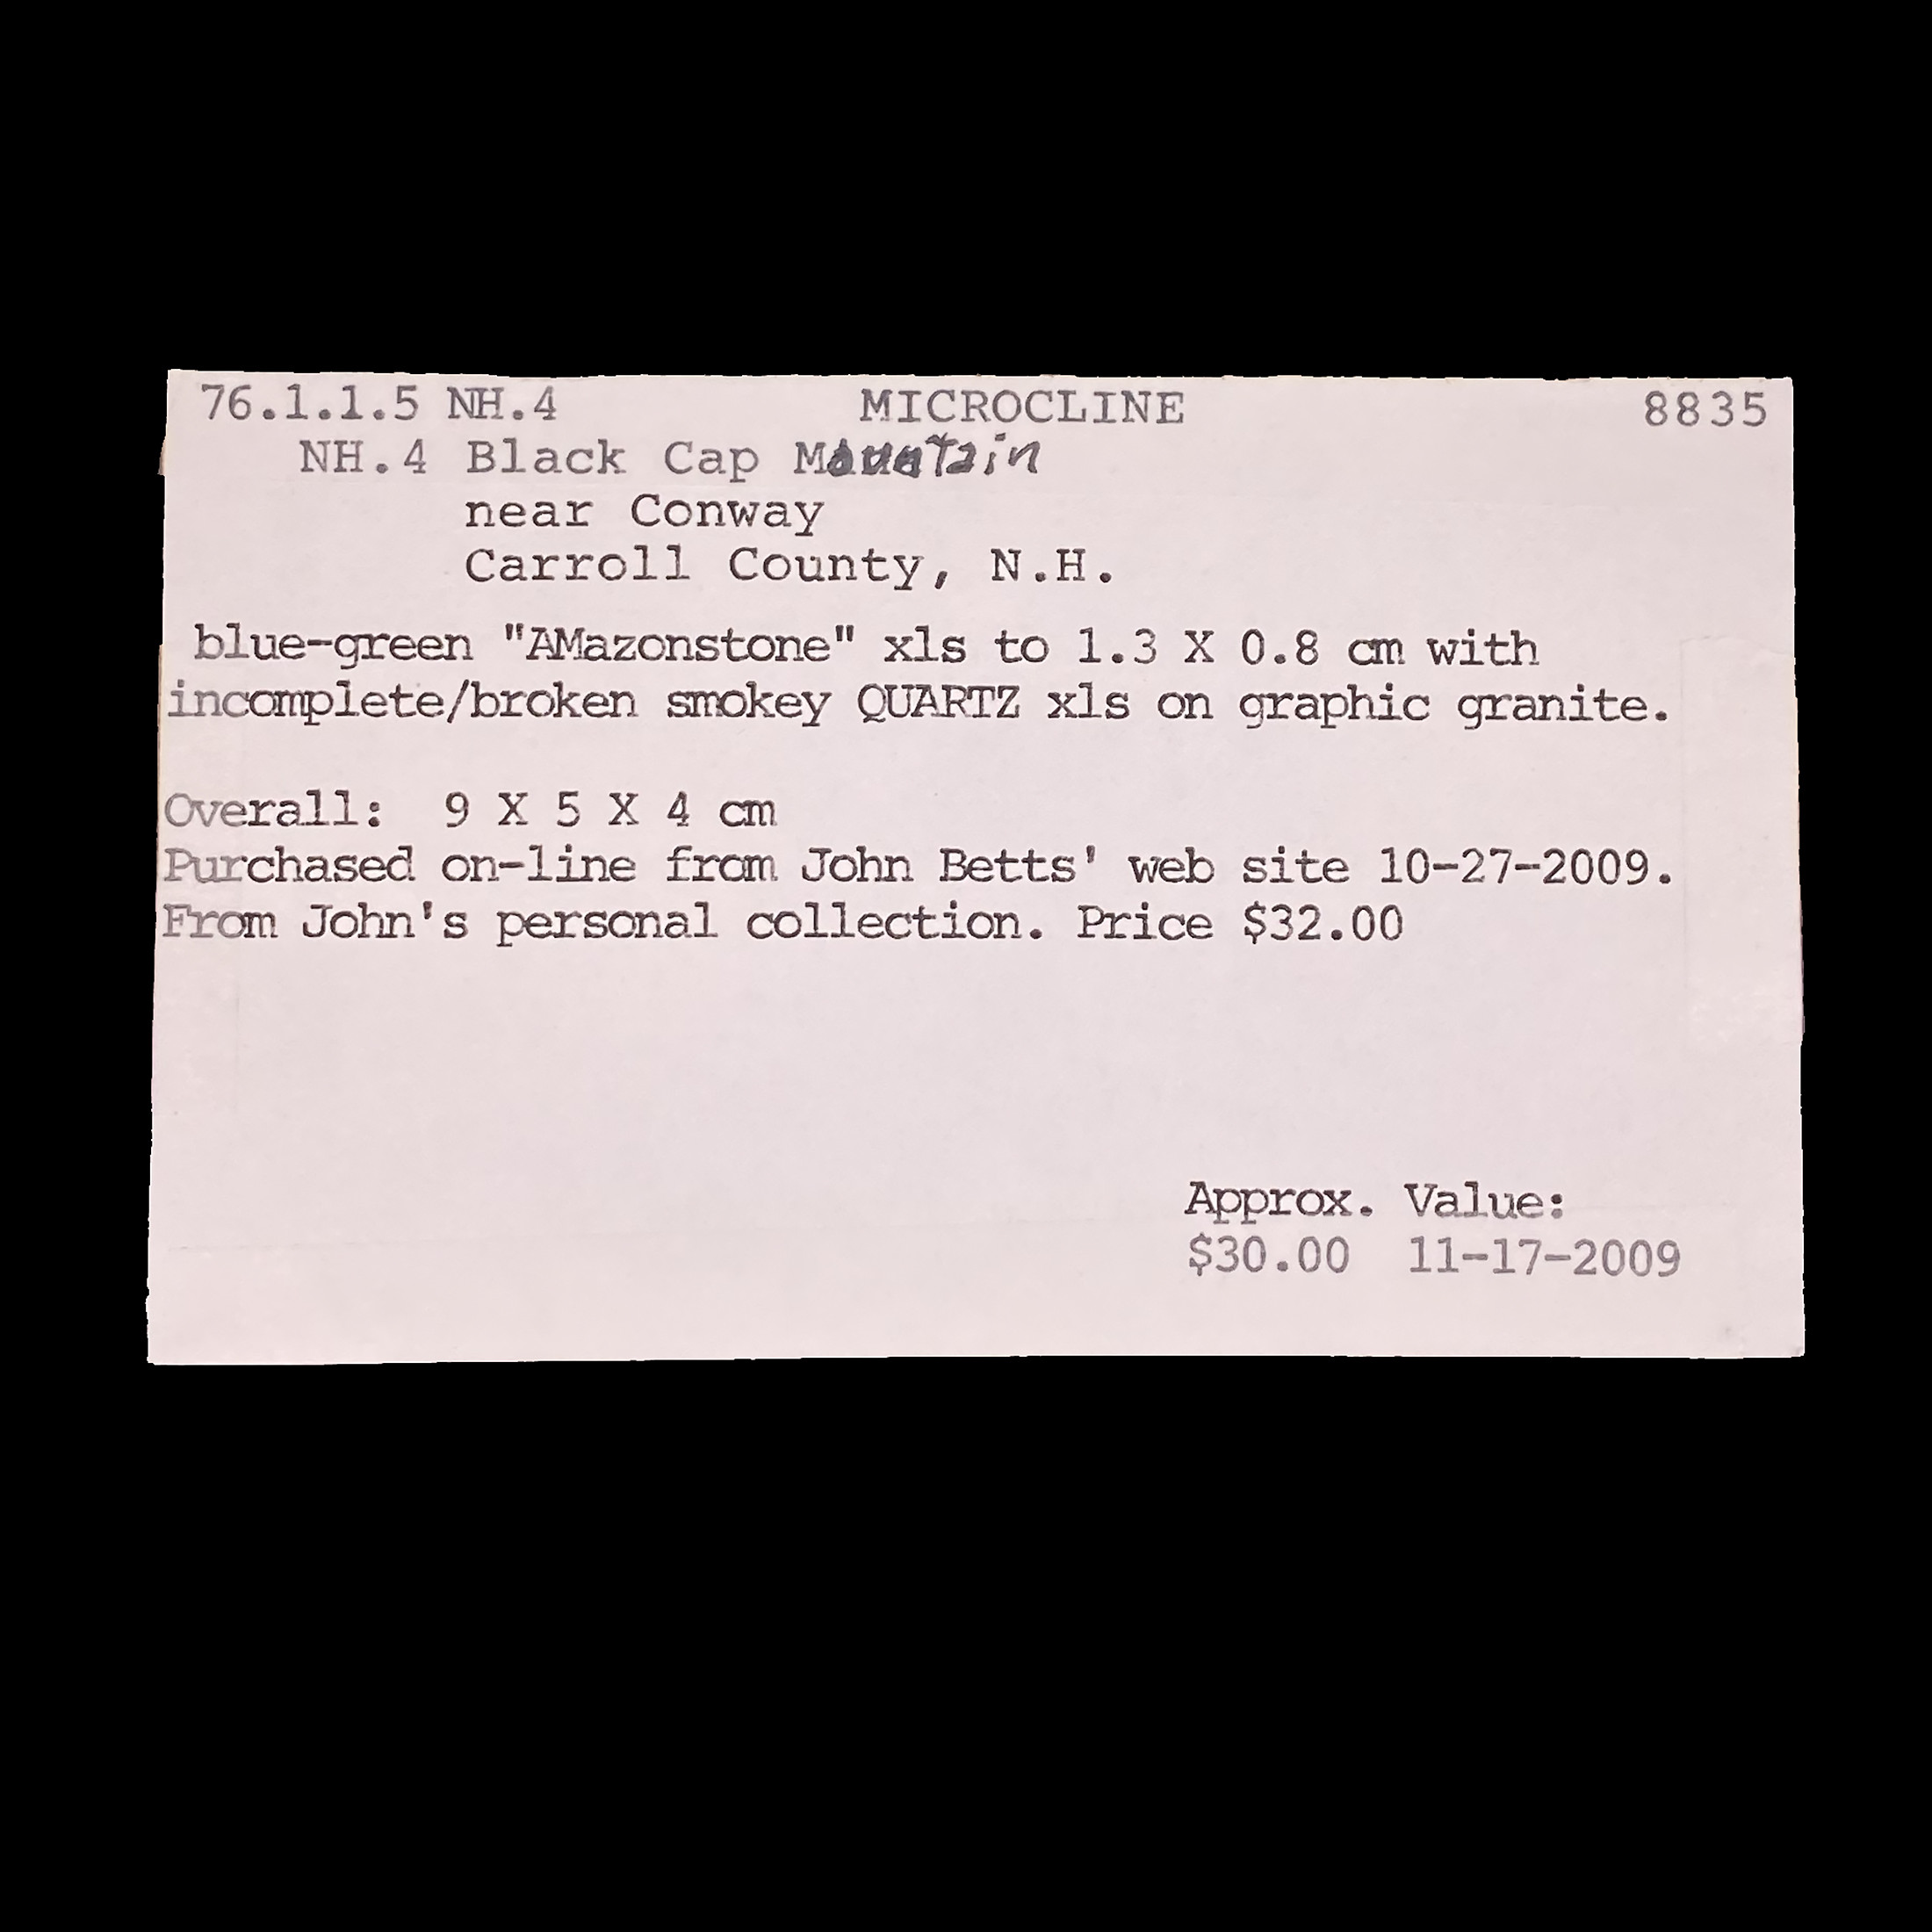 76.1.1.5 NH.4 MICROCLINE 8835
NH.4 Black Cap Mountain
near Conway
Carroll County, N.H.
blue-green "AMazonstone" xls to 1.3 X 0.8 cm with
incomplete/broken smokey QUARTZ xls on graphic granite.
Overall: 9 X 5 X 4 cm
Purchased on-line from John Betts' web site 10-27-2009.
From John's personal collection. Price $32.00
Approx. Value:
$30.00 11-17-2009